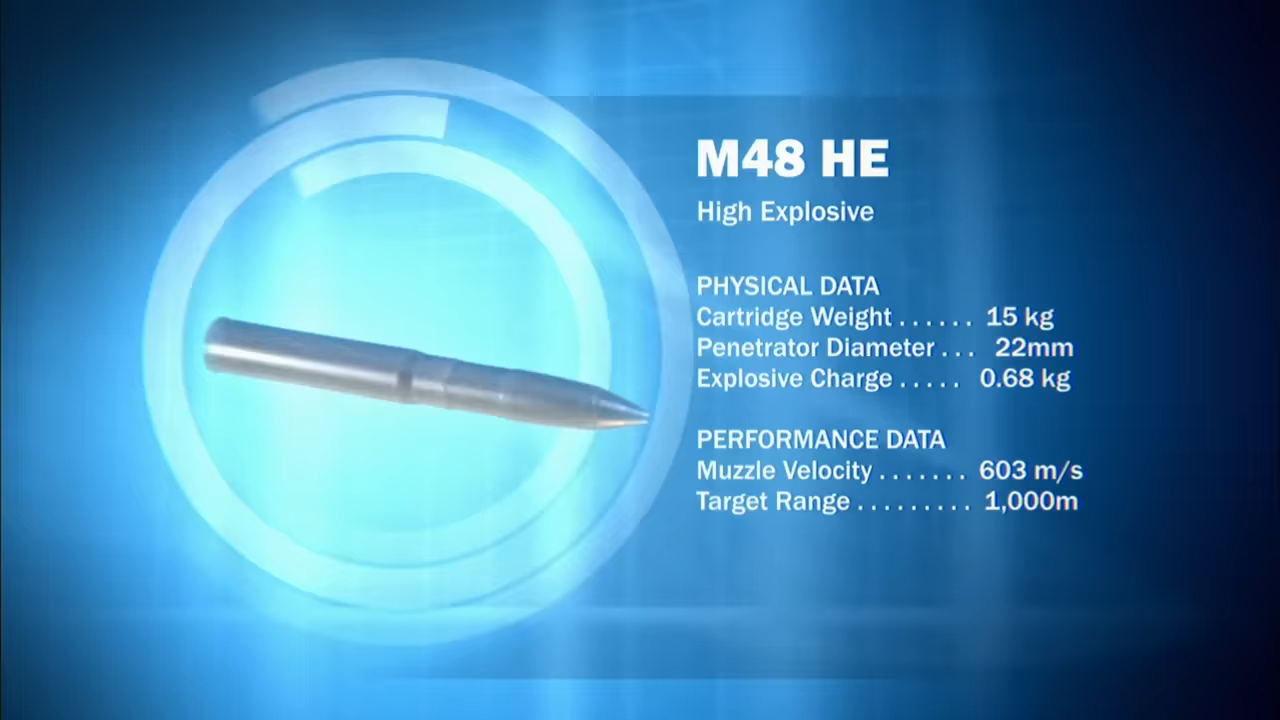 M48 HE
High Explosive
PHYSICAL DATA
Cartridge Weight . . . . . . 15 kg
Penetrator Diameter . . . 22mm
Explosive Charge . . . . . 0.68 kg
PERFORMANCE DATA
Muzzle Velocity . . . . . . . 603 m/s
Target Range . . . . . . . . . 1,000m